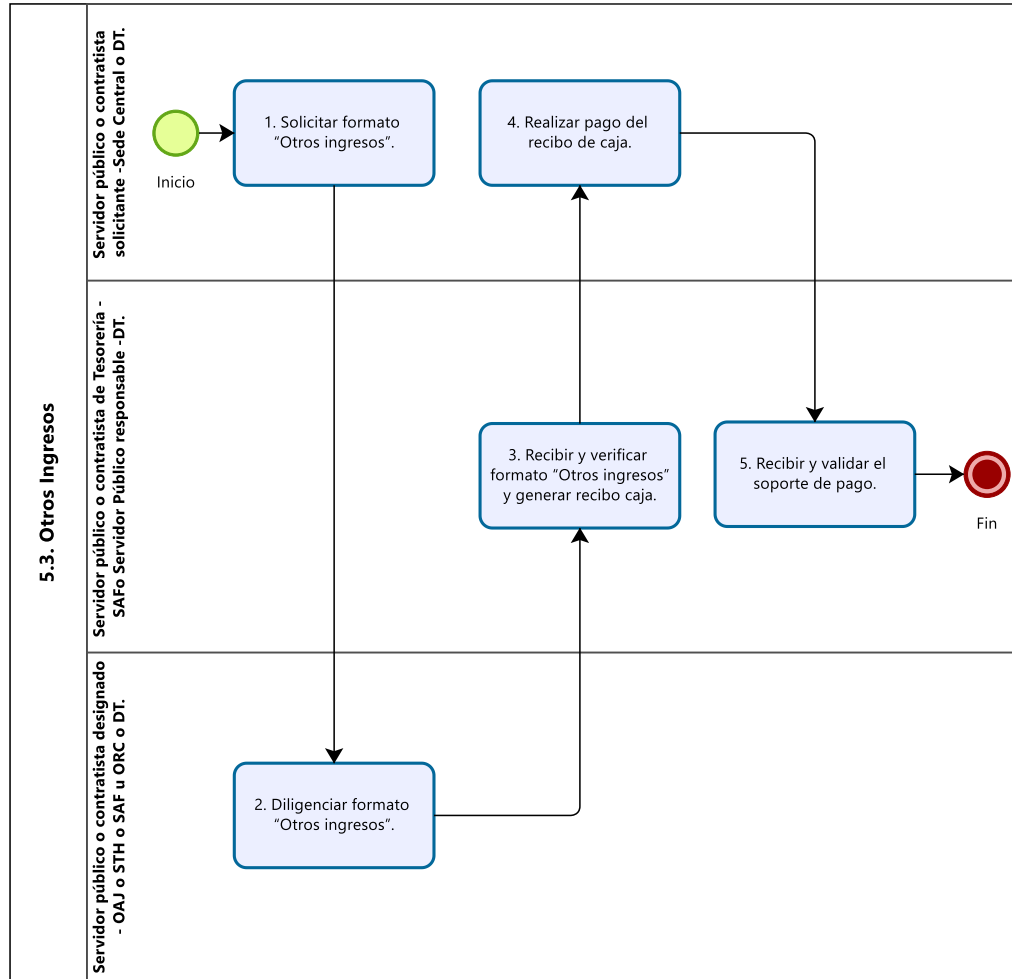 5.3. Otros Ingresos
Servidor público o contratista
solicitante -Sede Central o DT.
Inicio
1. Solicitar formato
“Otros ingresos”.
4. Realizar pago del
recibo de caja.
Servidor público o contratista de Tesorería -
SAFo Servidor Público responsable -DT.
3. Recibir y verificar
formato “Otros ingresos”
y generar recibo caja.
5. Recibir y validar el
soporte de pago.
Fin
Servidor público o contratista designado
- OAJ o STH o SAF u ORC o DT.
2. Diligenciar formato
“Otros ingresos”.